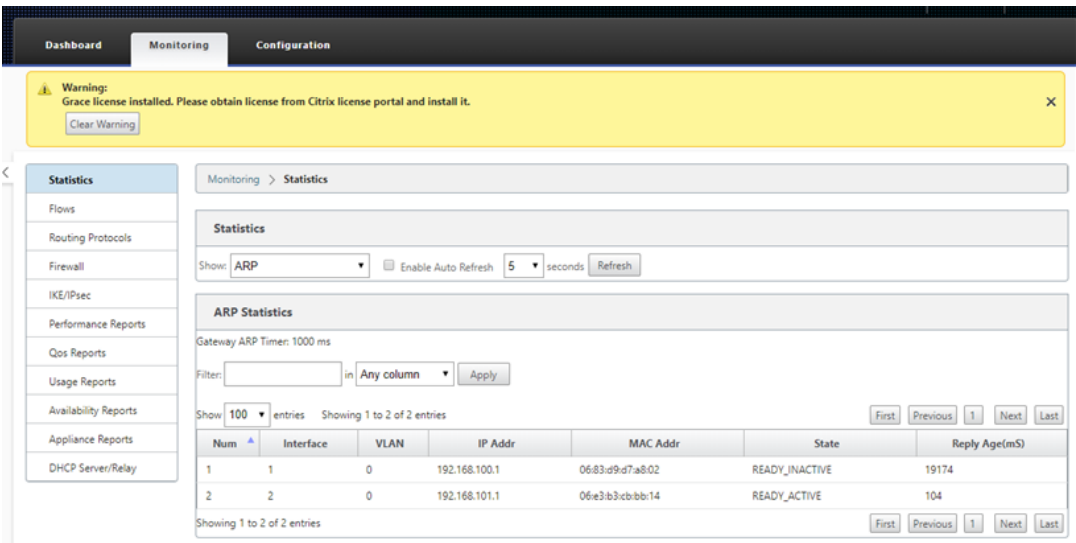 Dashboard Monitoring Configuration
Warning:
Grace license installed. Please obtain license from Citrix license portal and install it.
Clear Warning
Statistics
Flows
Routing Protocols
Firewall
IKE/IPsec
Performance Reports
Qos Reports
Usage Reports
Availability Reports
Appliance Reports
DHCP Server/Relay
Monitoring > Statistics
Statistics
Show: ARP Enable Auto Refresh 5 seconds Refresh
ARP Statistics
Gateway ARP Timer: 1000 ms
Filter: in Any column Apply
Show 100 entries Showing 1 to 2 of 2 entries First Previous 1 Next Last
Num Interface VLAN IP Addr MAC Addr State Reply Age(mS)
1 1 0 192.168.100.1 06:83:d9:d7:a8:02 READY_INACTIVE 19174
2 2 0 192.168.101.1 06:e3:b3:cb:bb:14 READY_ACTIVE 104
Showing 1 to 2 of 2 entries First Previous 1 Next Last